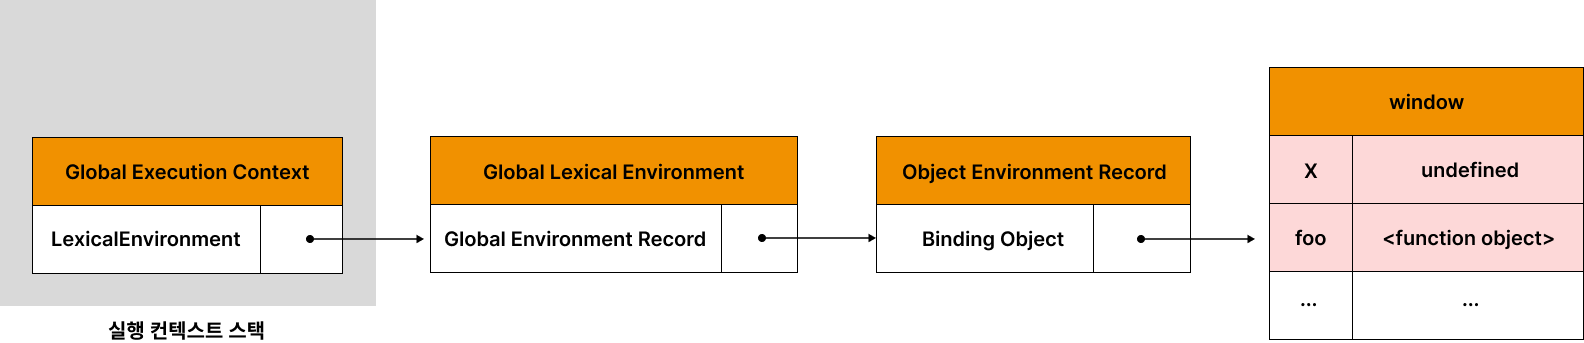 Global Execution Context
LexicalEnvironment
실행 컨텍스트 스택
Global Lexical Environment
Global Environment Record
Object Environment Record
Binding Object
window
X undefined
foo <function object>
... ...